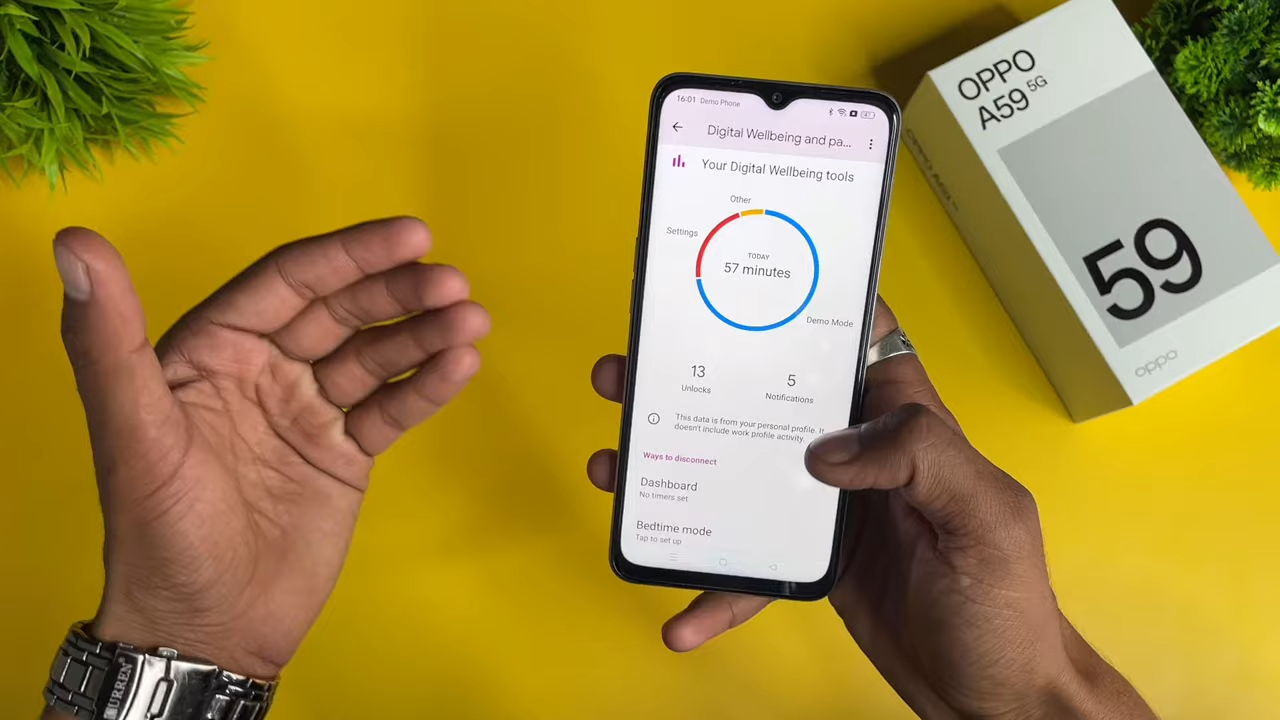 16:01 Demo Phone
47
Digital Wellbeing and pa...
Your Digital Wellbeing tools
Other
Settings
TODAY
57 minutes
Demo Mode
13
Unlocks
5
Notifications
This data is from your personal profile. It
doesn't include work profile activity.
Ways to disconnect
Dashboard
No timers set
Bedtime mode
Tap to set up
OPPO
A59 5G
59
oppo
CURREN